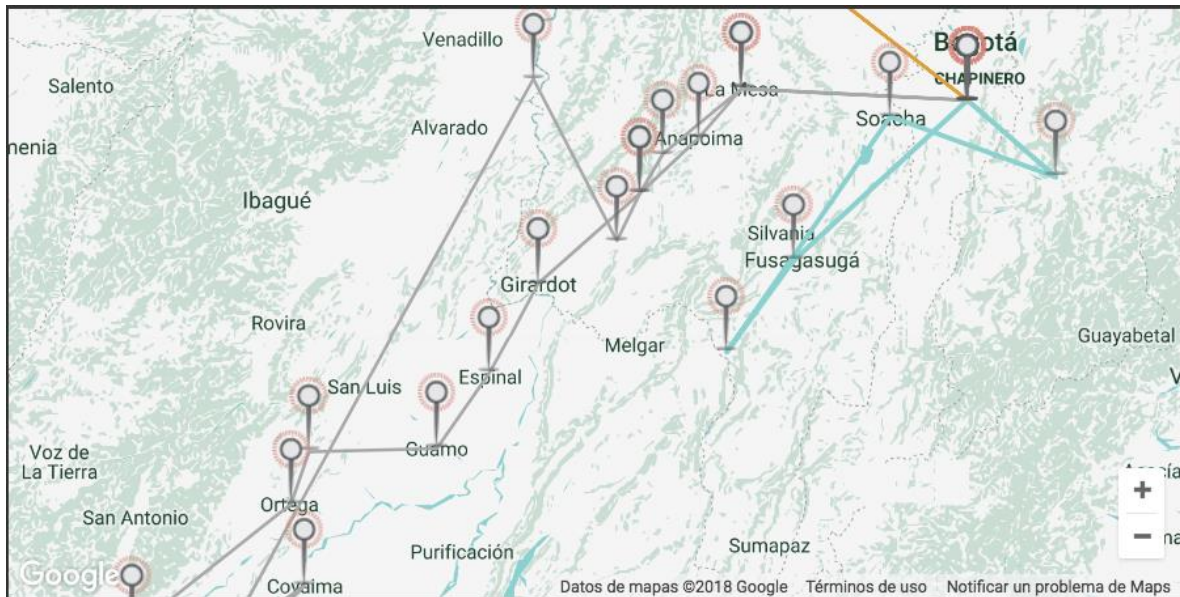 Venadillo
Bogotá
Salento
La Mesa
CHAPINERO
Soacha
Alvarado
Anapoima
Ibagué
Silvania
Fusagasugá
Girardot
Rovira
Melgar
Guayabetal
San Luis
Espinal
Guamo
Voz de
La Tierra
Ortega
San Antonio
Purificación
Sumapaz
Coyaima
+
−
Google
Datos de mapas ©2018 Google
Términos de uso
Notificar un problema de Maps